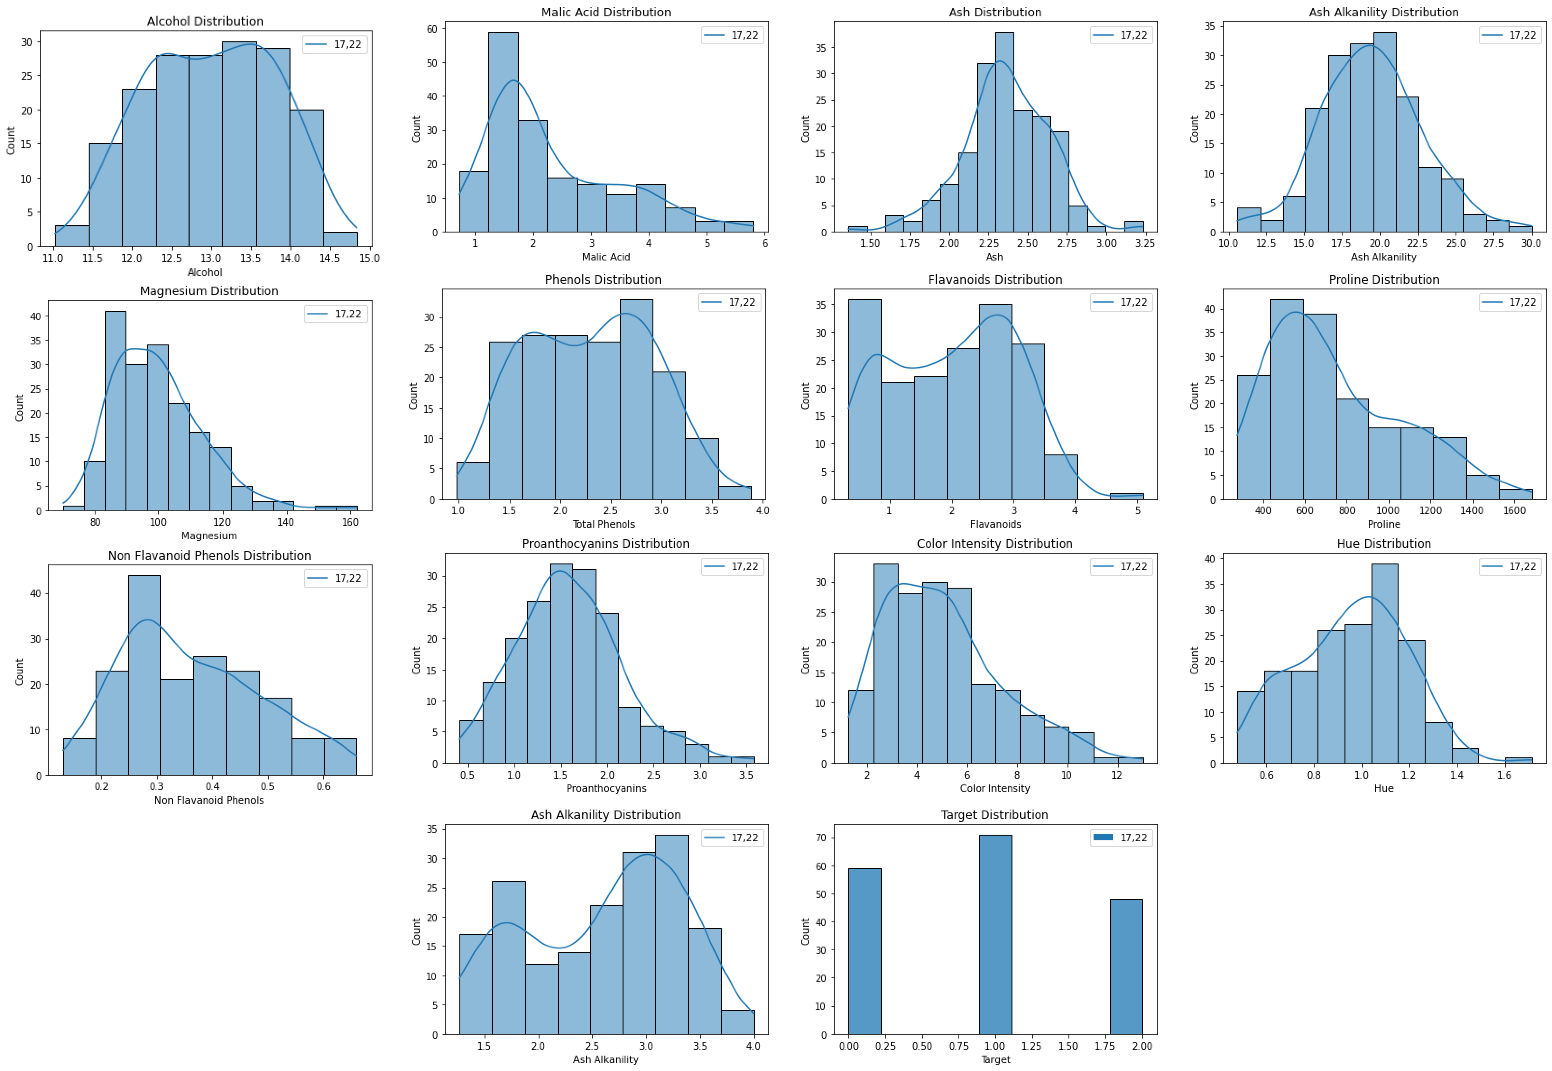 Alcohol Distribution
17,22
Count
30
25
20
15
10
5
0
11.0 11.5 12.0 12.5 13.0 13.5 14.0 14.5 15.0
Alcohol
Malic Acid Distribution
17,22
Count
60
50
40
30
20
10
0
1 2 3 4 5 6
Malic Acid
Ash Distribution
17,22
Count
35
30
25
20
15
10
5
0
1.50 1.75 2.00 2.25 2.50 2.75 3.00 3.25
Ash
Ash Alkanility Distribution
17,22
Count
35
30
25
20
15
10
5
0
10.0 12.5 15.0 17.5 20.0 22.5 25.0 27.5 30.0
Ash Alkanility
Magnesium Distribution
17,22
Count
40
35
30
25
20
15
10
5
0
80 100 120 140 160
Magnesium
Phenols Distribution
17,22
Count
30
25
20
15
10
5
0
1.0 1.5 2.0 2.5 3.0 3.5 4.0
Total Phenols
Flavanoids Distribution
17,22
Count
35
30
25
20
15
10
5
0
1 2 3 4 5
Flavanoids
Proline Distribution
17,22
Count
40
35
30
25
20
15
10
5
0
400 600 800 1000 1200 1400 1600
Proline
Non Flavanoid Phenols Distribution
17,22
Count
40
30
20
10
0
0.2 0.3 0.4 0.5 0.6
Non Flavanoid Phenols
Proanthocyanins Distribution
17,22
Count
30
25
20
15
10
5
0
0.5 1.0 1.5 2.0 2.5 3.0 3.5
Proanthocyanins
Color Intensity Distribution
17,22
Count
30
25
20
15
10
5
0
2 4 6 8 10 12
Color Intensity
Hue Distribution
17,22
Count
40
35
30
25
20
15
10
5
0
0.6 0.8 1.0 1.2 1.4 1.6
Hue
Ash Alkanility Distribution
17,22
Count
35
30
25
20
15
10
5
0
1.5 2.0 2.5 3.0 3.5 4.0
Ash Alkanility
Target Distribution
17,22
Count
70
60
50
40
30
20
10
0
0.00 0.25 0.50 0.75 1.00 1.25 1.50 1.75 2.00
Target